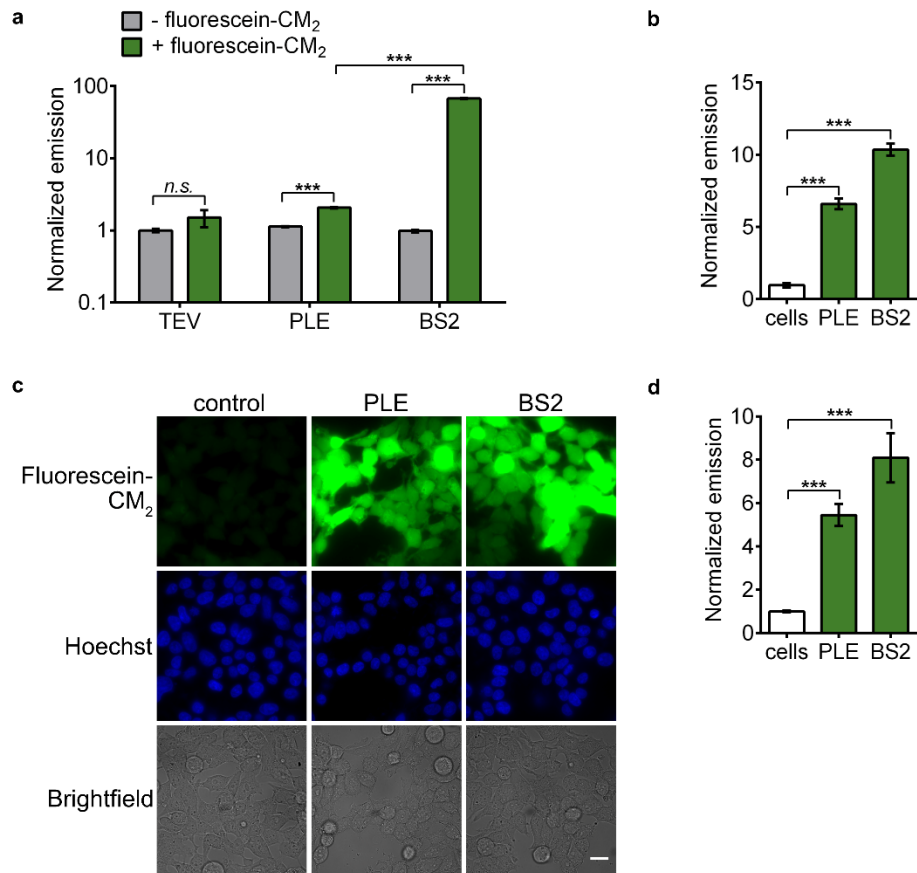 a
- fluorescein-CM₂
+ fluorescein-CM₂
Normalized emission
100
10
1
0.1
n.s.
***
***
***
TEV PLE BS2
b
Normalized emission
15
10
5
0
***
***
cells PLE BS2
c
control PLE BS2
Fluorescein-
CM₂
Hoechst
Brightfield
d
Normalized emission
10
8
6
4
2
0
***
***
cells PLE BS2